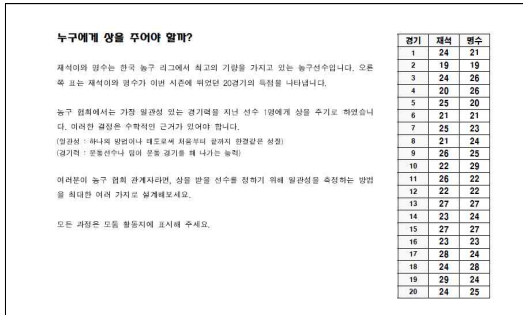 누구에게 상을 주어야 할까?
재석이와 명수는 한국 농구 리그에서 최고의 기량을 가지고 있는 농구선수입니다. 오른
쪽 표는 재석이와 명수가 이번 시즌에 뛰었던 20경기의 득점을 나타냅니다.
농구 협회에서는 가장 일관성 있는 경기력을 지닌 선수 1명에게 상을 주기로 하였습니
다. 이러한 결정은 수학적인 근거가 있어야 합니다.
(일관성 : 하나의 방법이나 태도로써 처음부터 끝까지 한결같은 성질)
(경기력 : 운동선수나 팀이 운동 경기를 해 나가는 능력)
여러분이 농구 협회 관계자라면, 상을 받을 선수를 정하기 위해 일관성을 측정하는 방법
을 최대한 여러 가지로 설계해보세요.
모든 과정은 모둠 활동지에 표시해 주세요.
경기 재석 명수
1 24 21
2 19 19
3 24 26
4 20 26
5 25 20
6 21 21
7 25 23
8 21 24
9 26 25
10 22 29
11 26 22
12 22 22
13 27 27
14 23 24
15 27 27
16 23 23
17 28 24
18 24 28
19 29 24
20 24 25